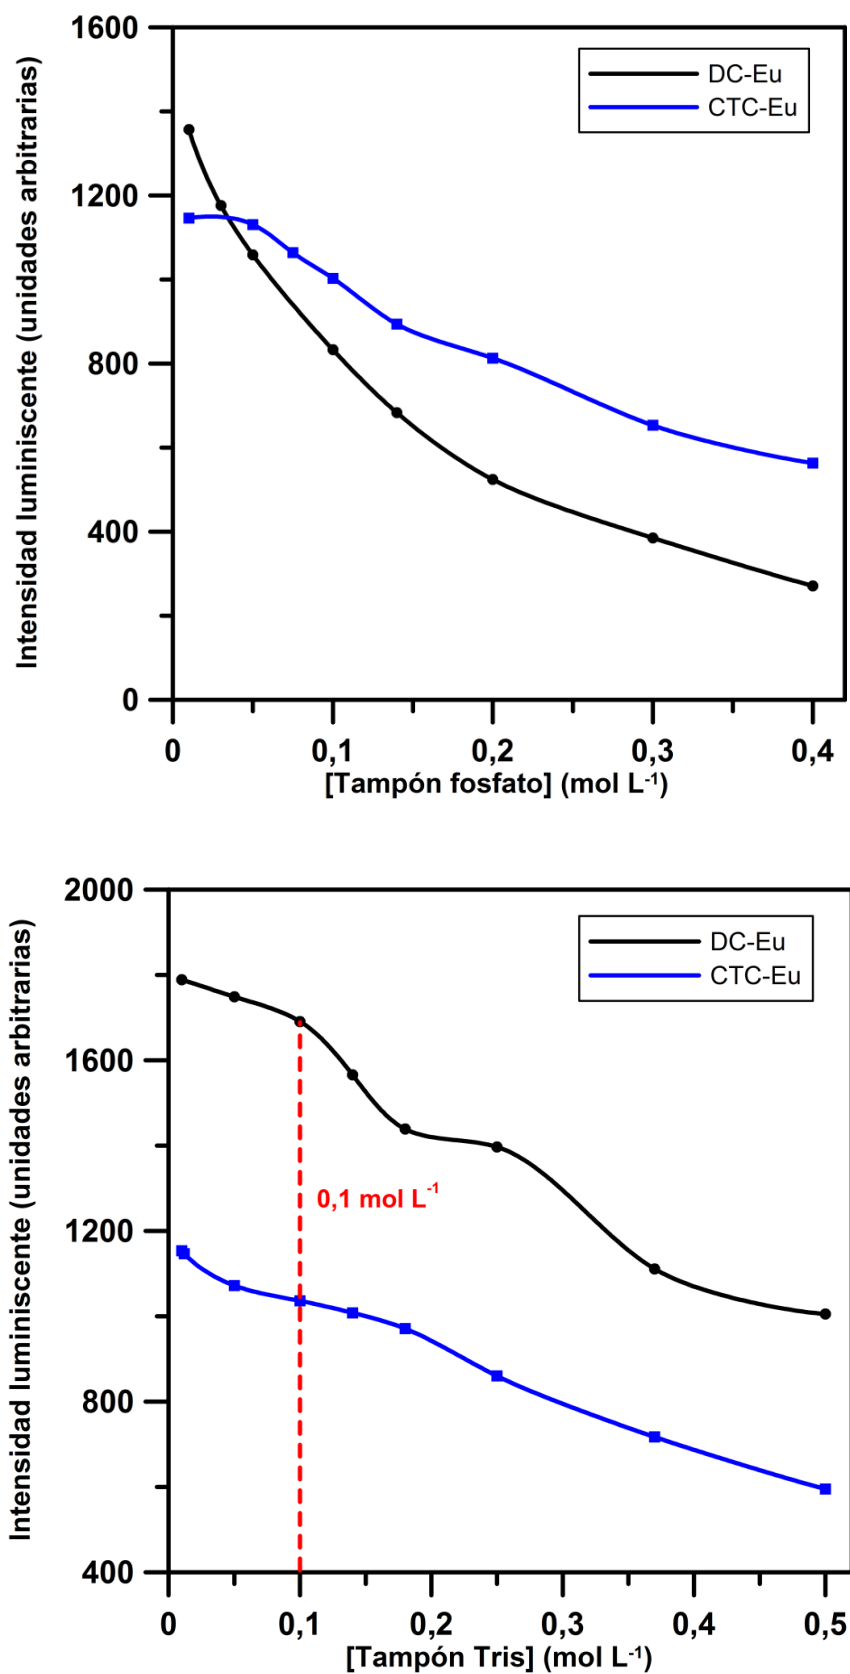 1600
1200
800
400
0
Intensidad luminiscente (unidades arbitrarias)
DC-Eu
CTC-Eu
0 0,1 0,2 0,3 0,4
[Tampón fosfato] (mol L⁻¹)
2000
1600
1200
800
400
Intensidad luminiscente (unidades arbitrarias)
DC-Eu
CTC-Eu
0,1 mol L⁻¹
0 0,1 0,2 0,3 0,4 0,5
[Tampón Tris] (mol L⁻¹)